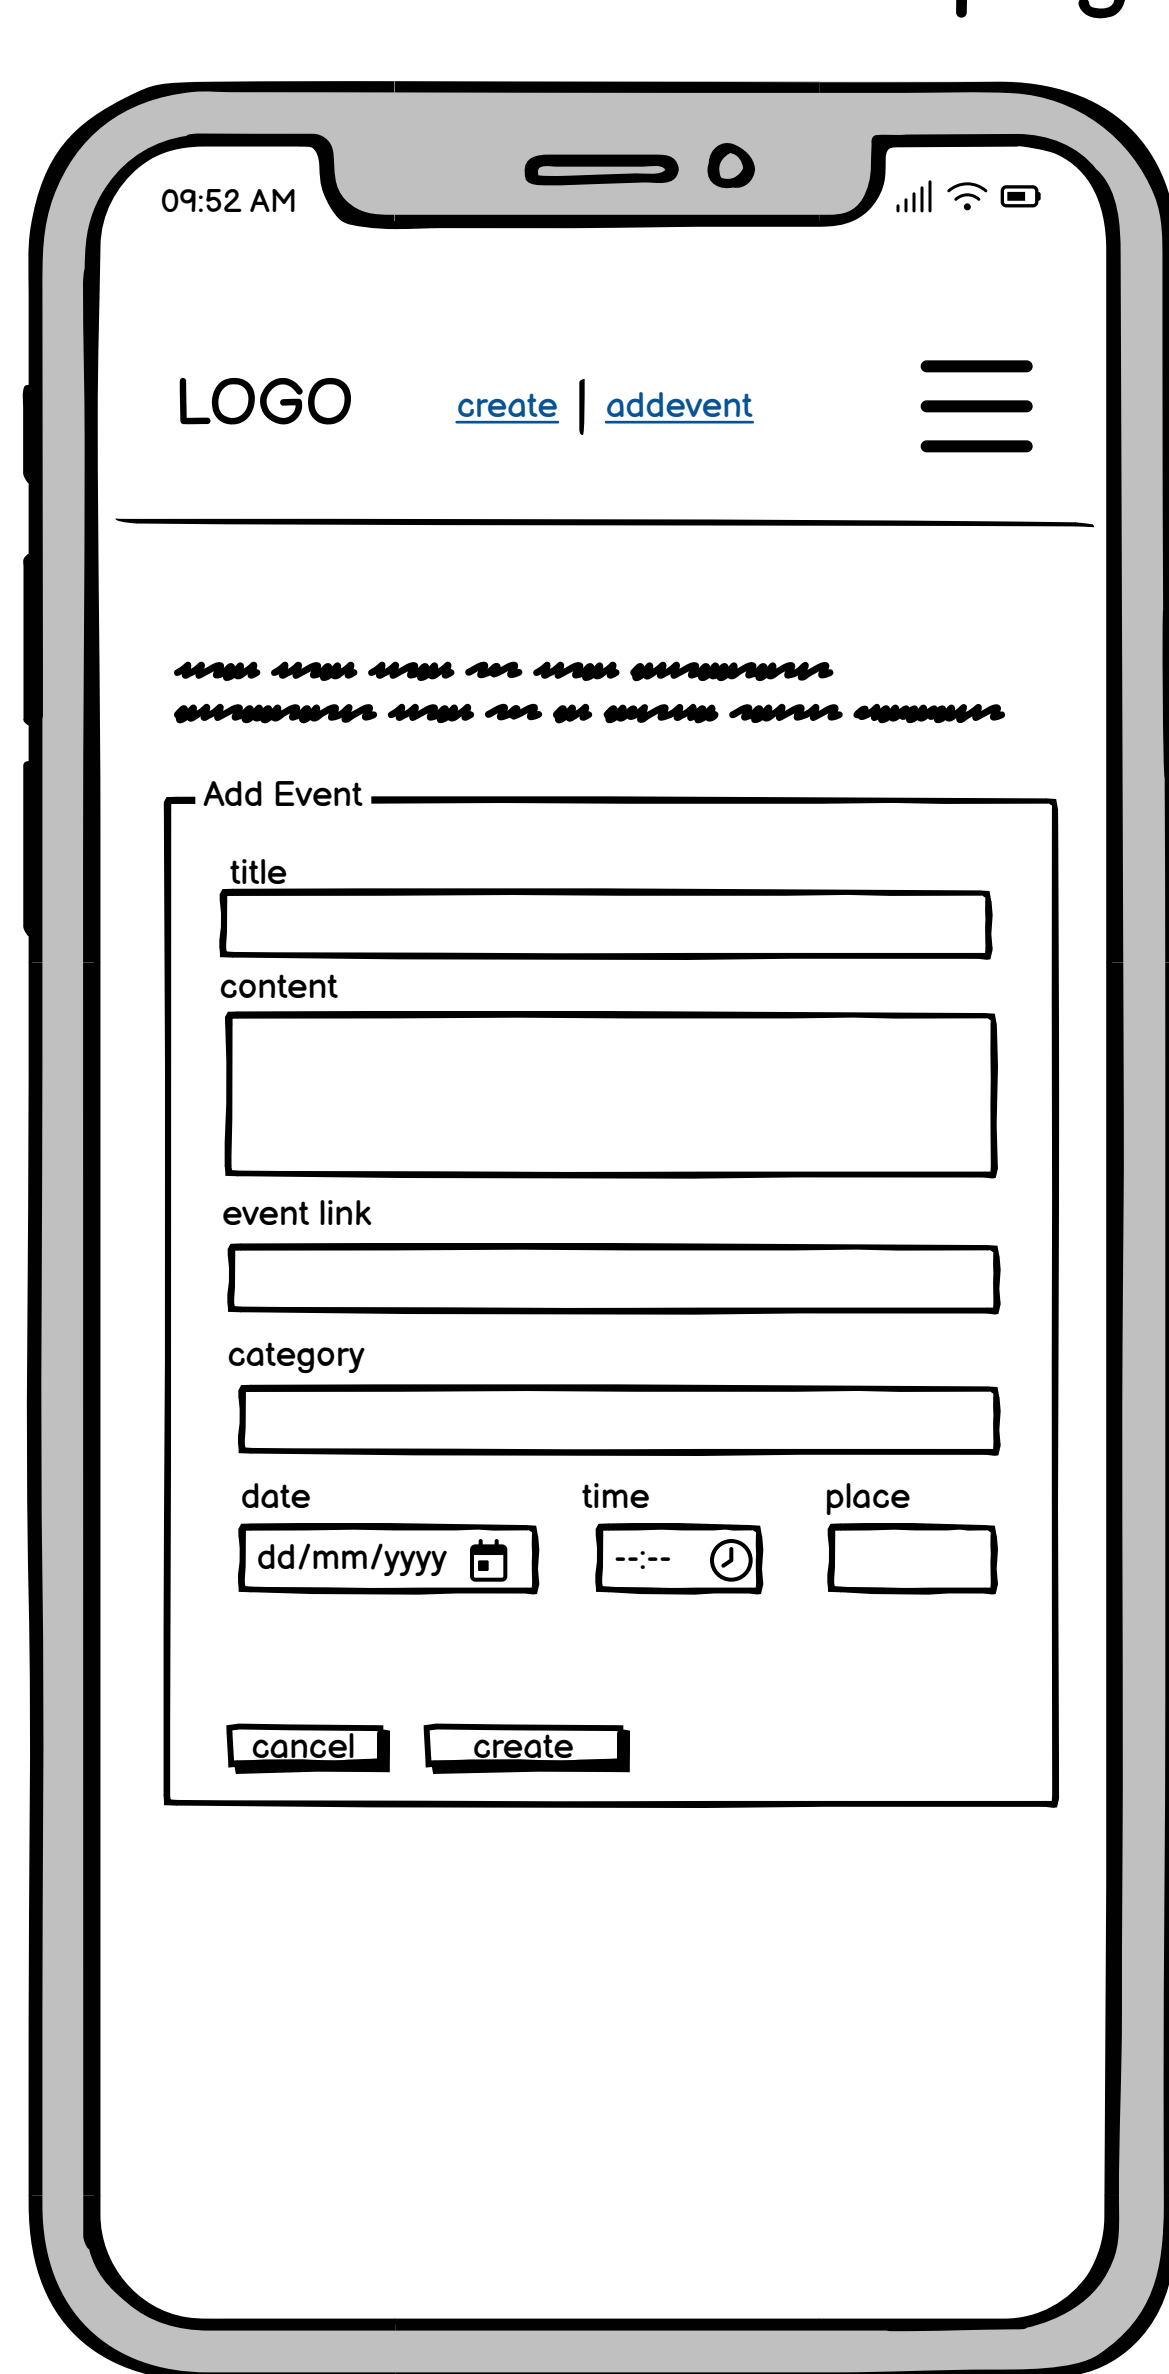 09:52 AM
LOGO create addevent
Add Event
title
content
event link
category
date time place
dd/mm/yyyy --:--
cancel create